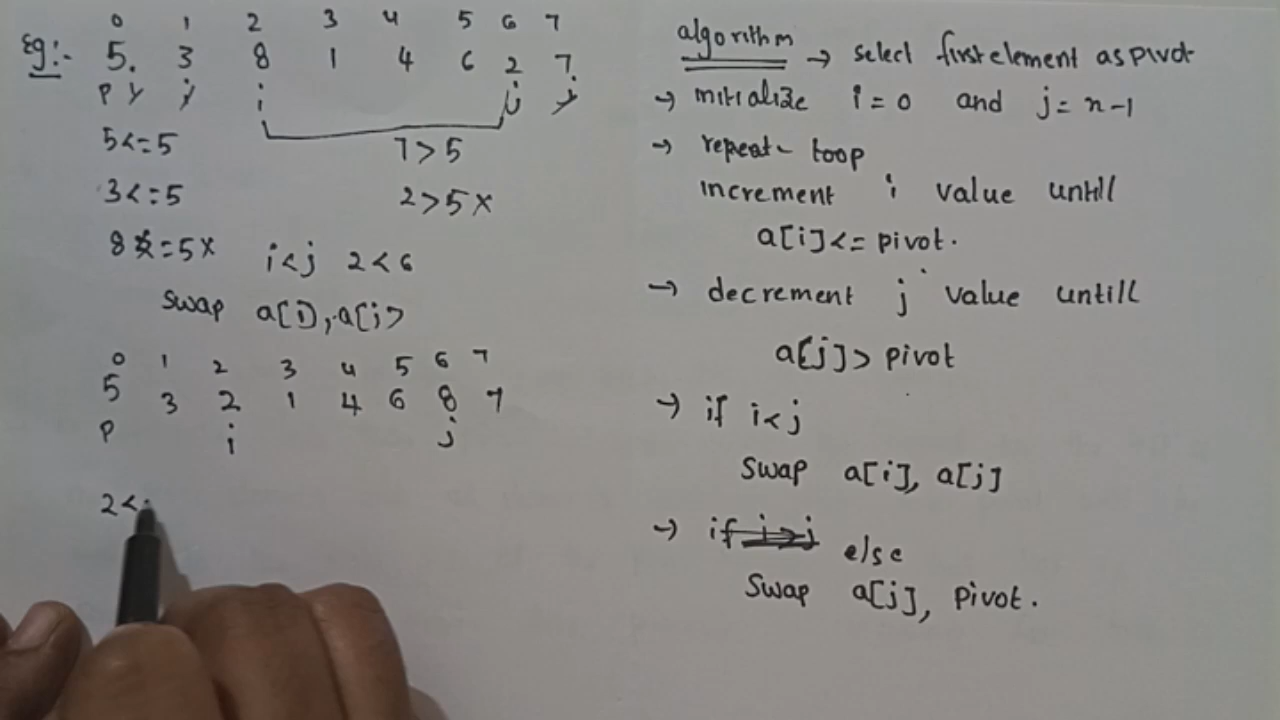 0 1 2 3 4 5 6 7
Eg:- 5. 3 8 1 4 6 2 7
P i i i j j
5<=5 7>5
3<=5 2>5 x
8<=5x i<j 2<6
Swap a[i], a[j]
0 1 2 3 4 5 6 7
5 3 2 1 4 6 8 7
P i j
2<=
algorithm → select first element as pivot
→ initialize i=0 and j=n-1
→ repeat loop
increment i value untill
a[i]<= pivot.
→ decrement j value untill
a[j]> pivot
→ if i<j
Swap a[i], a[j]
→ if i>j else
Swap a[j], pivot.